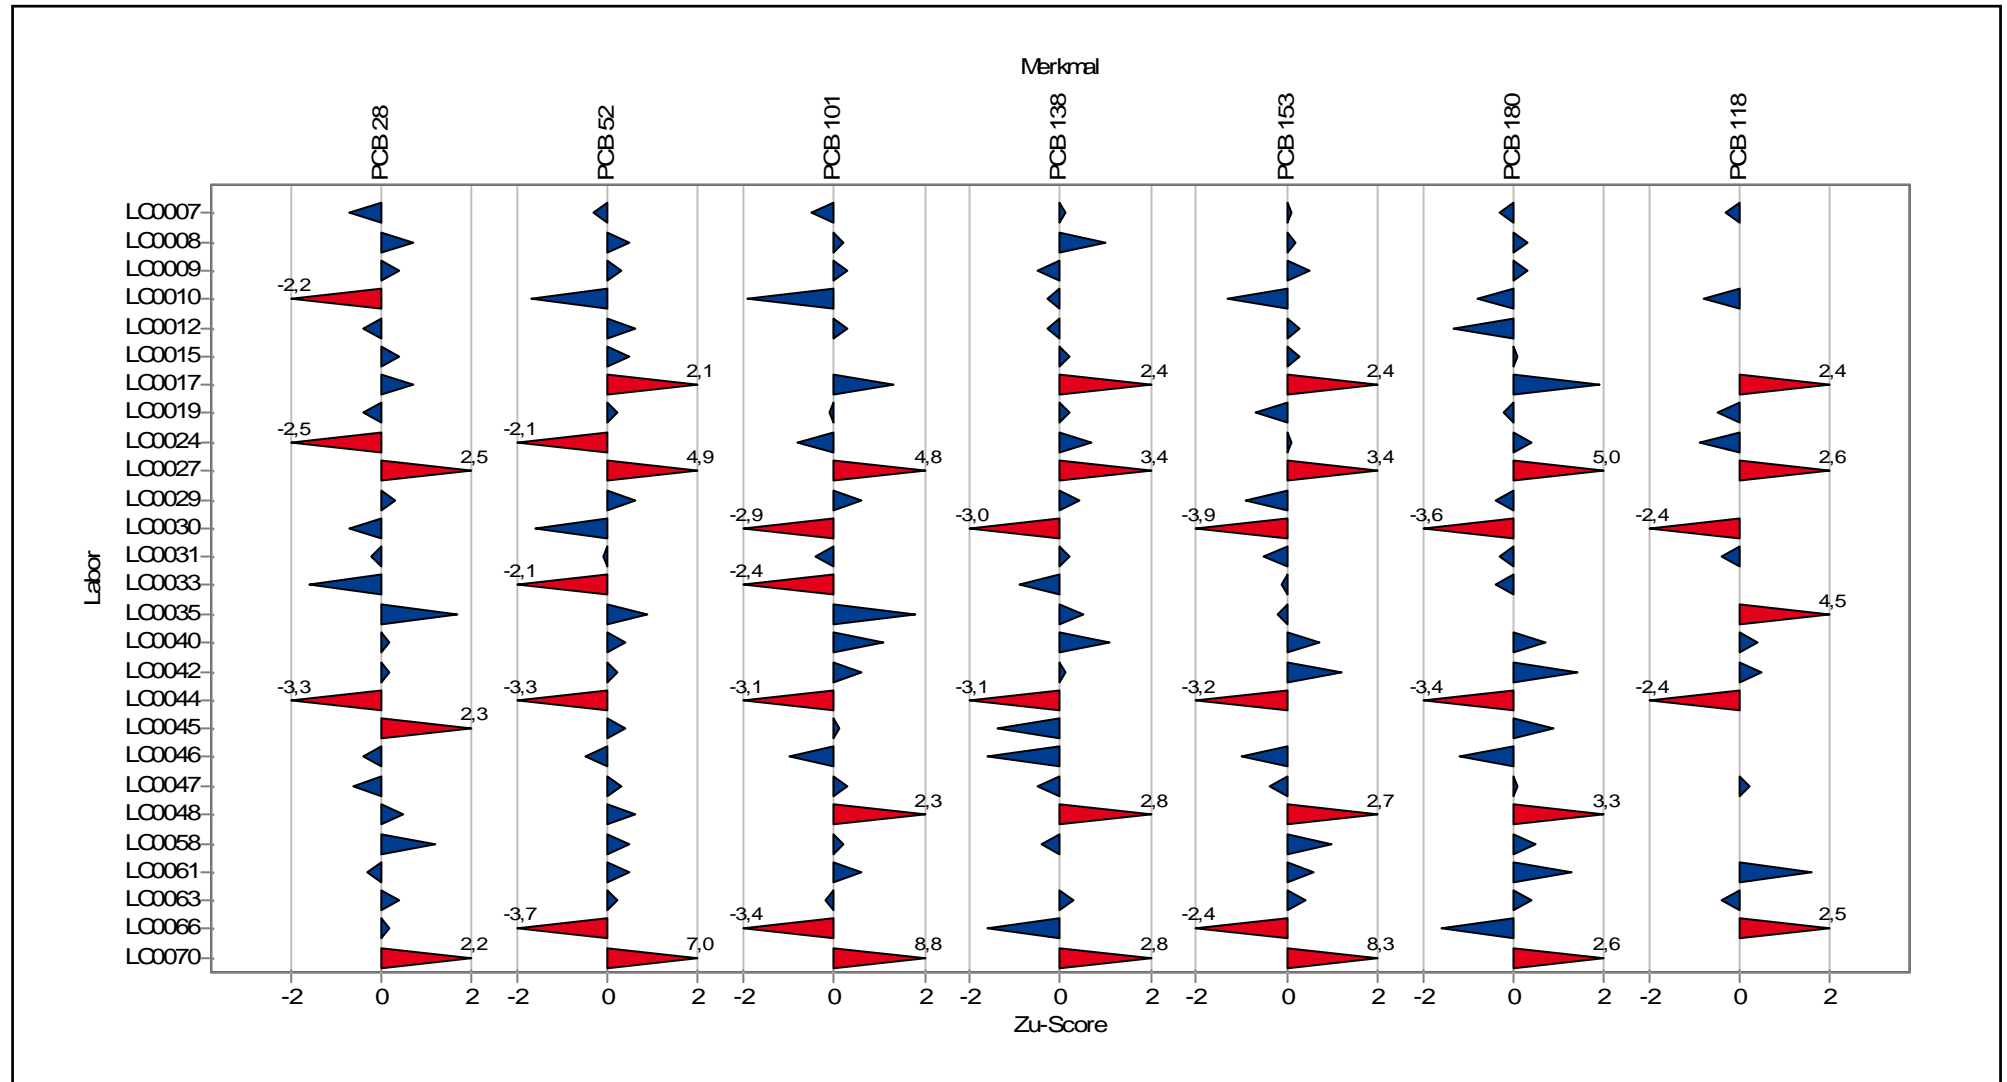 Merkmal
PCB 28 PCB 52 PCB 101 PCB 138 PCB 153 PCB 180 PCB 118
LC0007
LC0008
LC0009
LC0010 -2,2
LC0012
LC0015
LC0017 2,1 2,4 2,4 2,4
LC0019
LC0024 -2,5 -2,1
LC0027 2,5 4,9 4,8 3,4 3,4 5,0 2,6
LC0029
LC0030 -2,9 -3,0 -3,9 -3,6 -2,4
LC0031
LC0033 -2,1 -2,4
LC0035 4,5
LC0040
LC0042
LC0044 -3,3 -3,3 -3,1 -3,1 -3,2 -3,4 -2,4
LC0045 2,3
LC0046
LC0047
LC0048 2,3 2,8 2,7 3,3
LC0058
LC0061
LC0063
LC0066 -3,7 -3,4 -2,4 2,5
LC0070 2,2 7,0 8,8 2,8 8,3 2,6
Labor
-2 0 2 -2 0 2 -2 0 2 -2 0 2 -2 0 2 -2 0 2 -2 0 2
Zu-Score